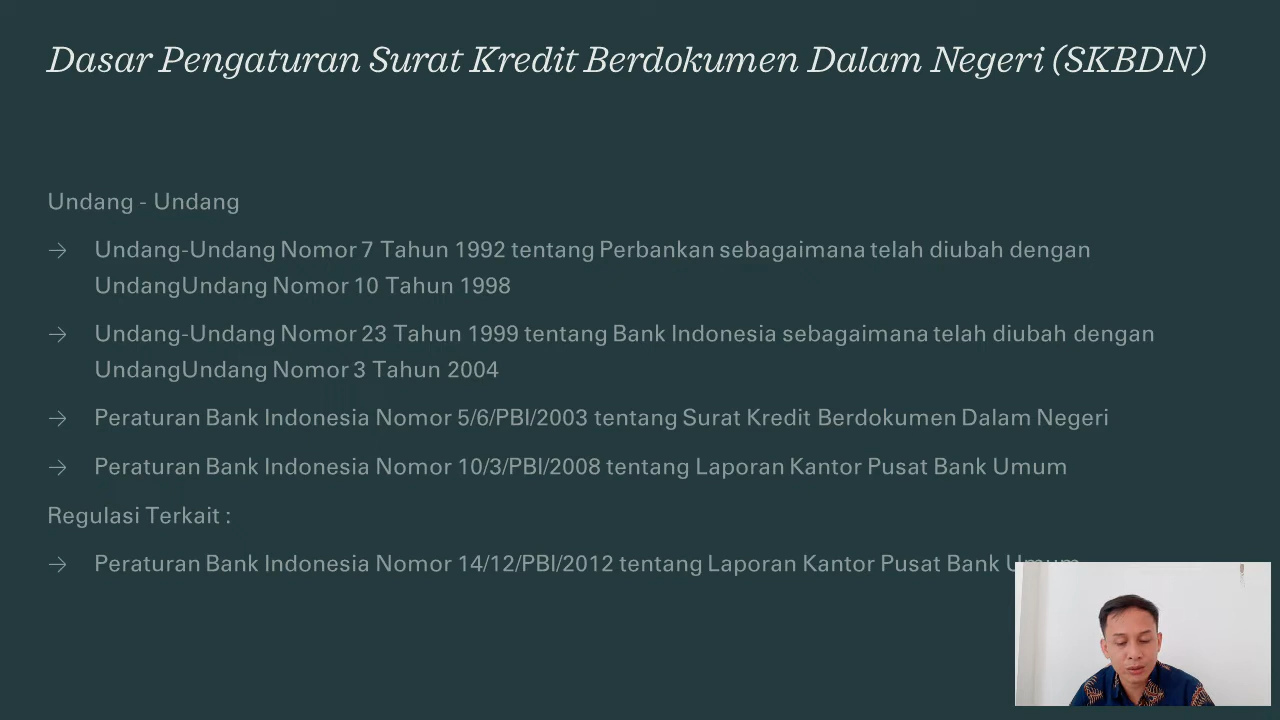 Dasar Pengaturan Surat Kredit Berdokumen Dalam Negeri (SKBDN)
Undang - Undang
→ Undang-Undang Nomor 7 Tahun 1992 tentang Perbankan sebagaimana telah diubah dengan
UndangUndang Nomor 10 Tahun 1998
→ Undang-Undang Nomor 23 Tahun 1999 tentang Bank Indonesia sebagaimana telah diubah dengan
UndangUndang Nomor 3 Tahun 2004
→ Peraturan Bank Indonesia Nomor 5/6/PBI/2003 tentang Surat Kredit Berdokumen Dalam Negeri
→ Peraturan Bank Indonesia Nomor 10/3/PBI/2008 tentang Laporan Kantor Pusat Bank Umum
Regulasi Terkait :
→ Peraturan Bank Indonesia Nomor 14/12/PBI/2012 tentang Laporan Kantor Pusat Bank Umum